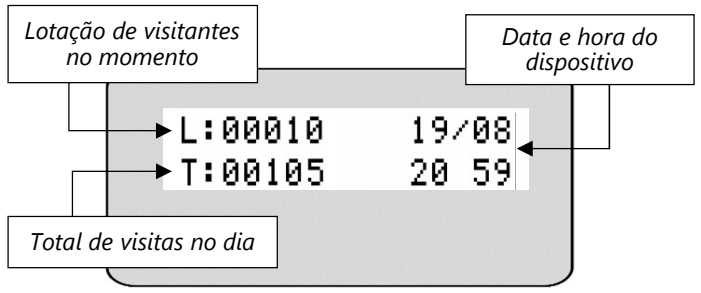 Lotação de visitantes
no momento
Data e hora do
dispositivo
L:00010 19/08
T:00105 20 59
Total de visitas no dia